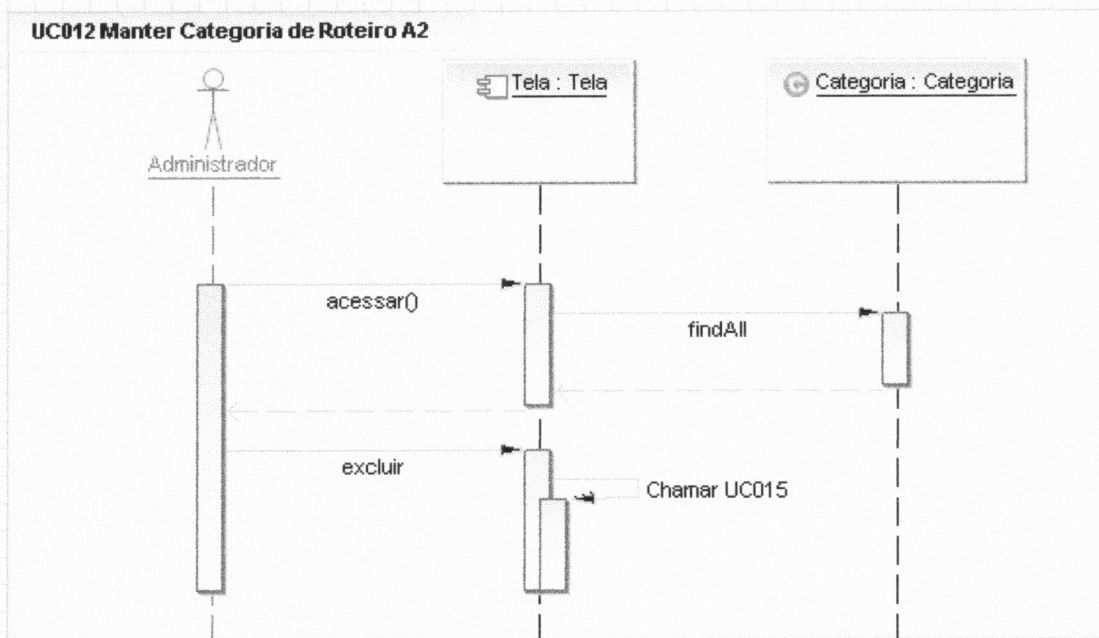 UC012 Manter Categoria de Roteiro A2
Tela : Tela
Categoria : Categoria
Administrador
acessar()
findAll
excluir
Chamar UC015